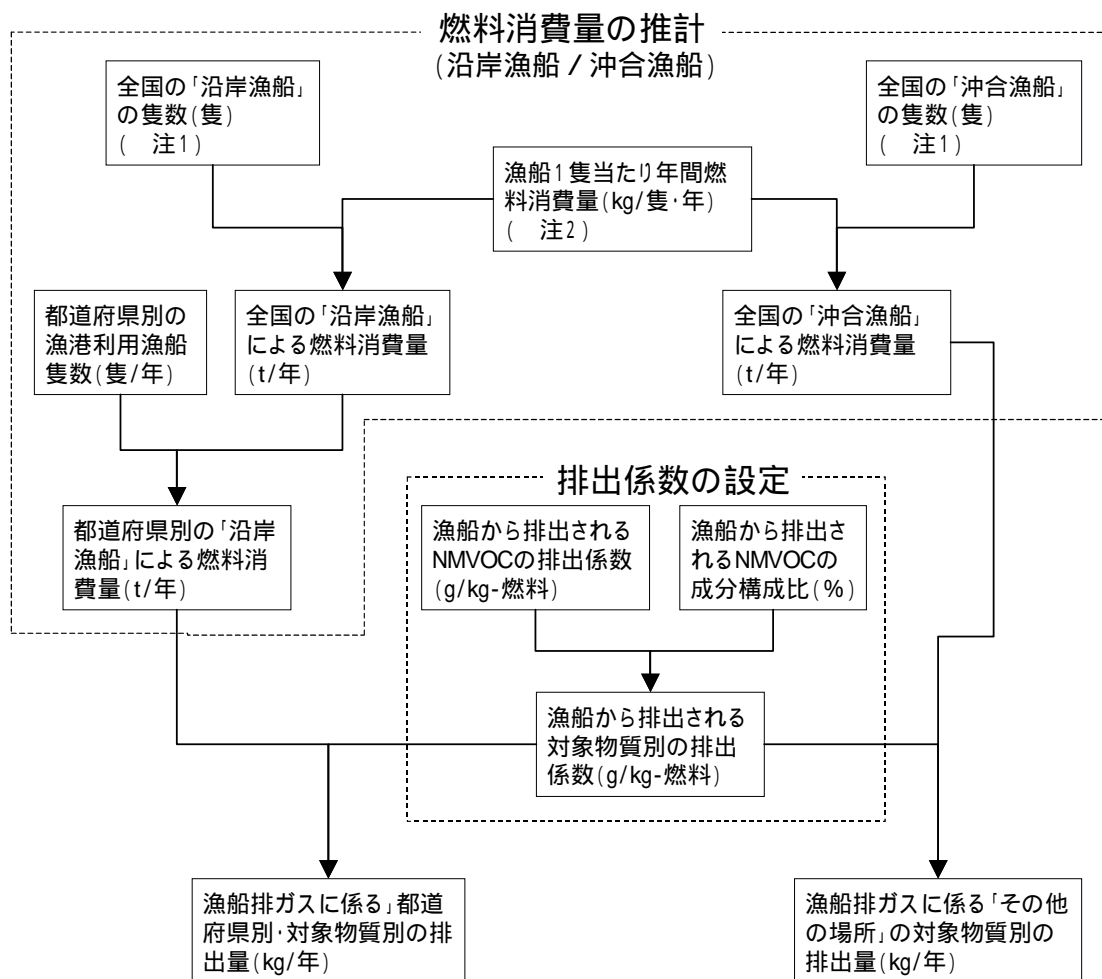 燃料消費量の推計
(沿岸漁船 / 沖合漁船)
全国の「沿岸漁船」
の隻数(隻)
( 注1)
全国の「沖合漁船」
の隻数(隻)
( 注1)
漁船1隻当たり年間燃
料消費量(kg/隻・年)
( 注2)
都道府県別の
漁港利用漁船
隻数(隻/年)
全国の「沿岸漁船」
による燃料消費量
(t/年)
全国の「沖合漁船」
による燃料消費量
(t/年)
排出係数の設定
都道府県別の「沿岸
漁船」による燃料消
費量(t/年)
漁船から排出される
NMVOCの排出係数
(g/kg-燃料)
漁船から排出さ
れるNMVOCの
成分構成比(%)
漁船から排出される
対象物質別の排出
係数(g/kg-燃料)
漁船排ガスに係る」都道
府県別・対象物質別の排
出量(kg/年)
漁船排ガスに係る「その他
の場所」の対象物質別の
排出量(kg/年)